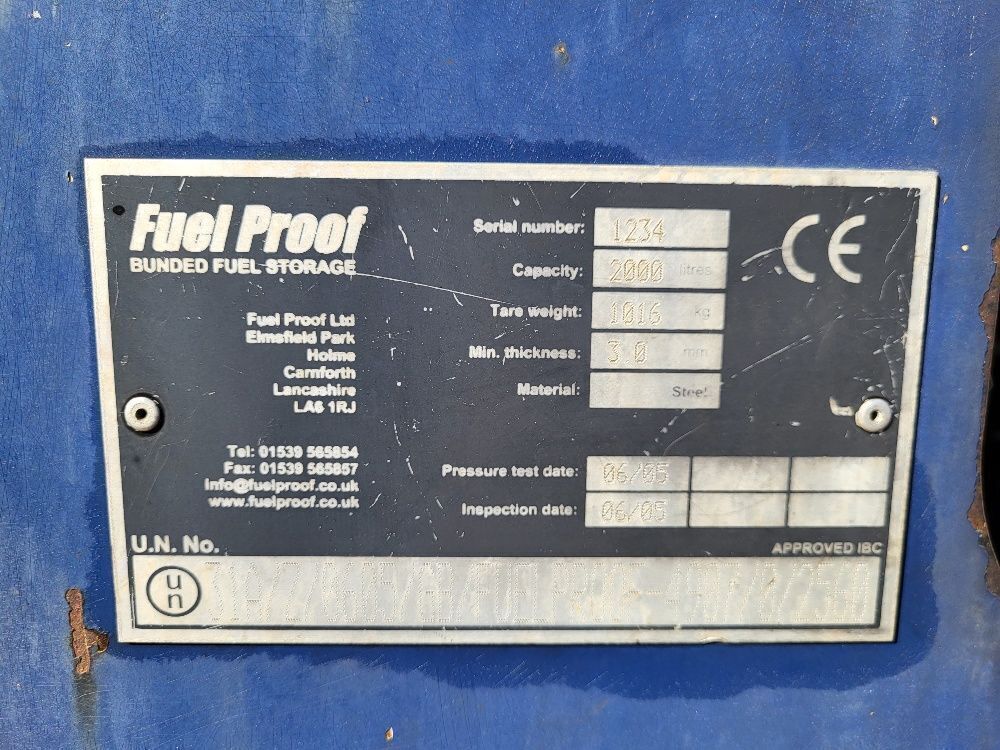 Fuel Proof
BUNDED FUEL STORAGE
Fuel Proof Ltd
Elmsfield Park
Holme
Carnforth
Lancashire
LA6 1RJ
Tel: 01539 565854
Fax: 01539 565857
info@fuelproof.co.uk
www.fuelproof.co.uk
Serial number: 1234
Capacity: 2000 litres
Tare weight: 1016 kg
Min. thickness: 3.0 mm
Material: Steel
CE
Pressure test date: 06/05
Inspection date: 06/05
U.N. No.
APPROVED IBC
un